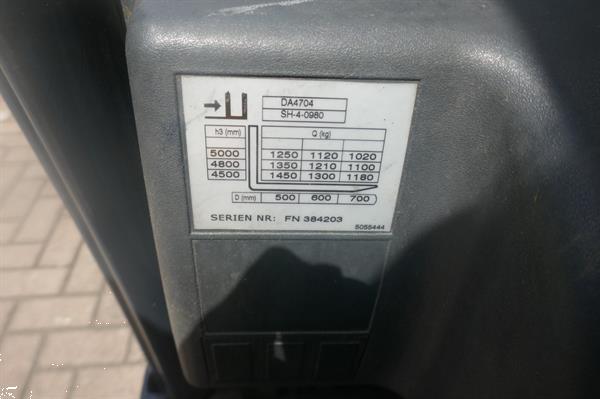 DA4704
SH-4-0980
h3 (mm) Q (kg)
5000 1250 1120 1020
4800 1350 1210 1100
4500 1450 1300 1180
D (mm) 500 600 700
SERIEN NR: FN 384203
5055444